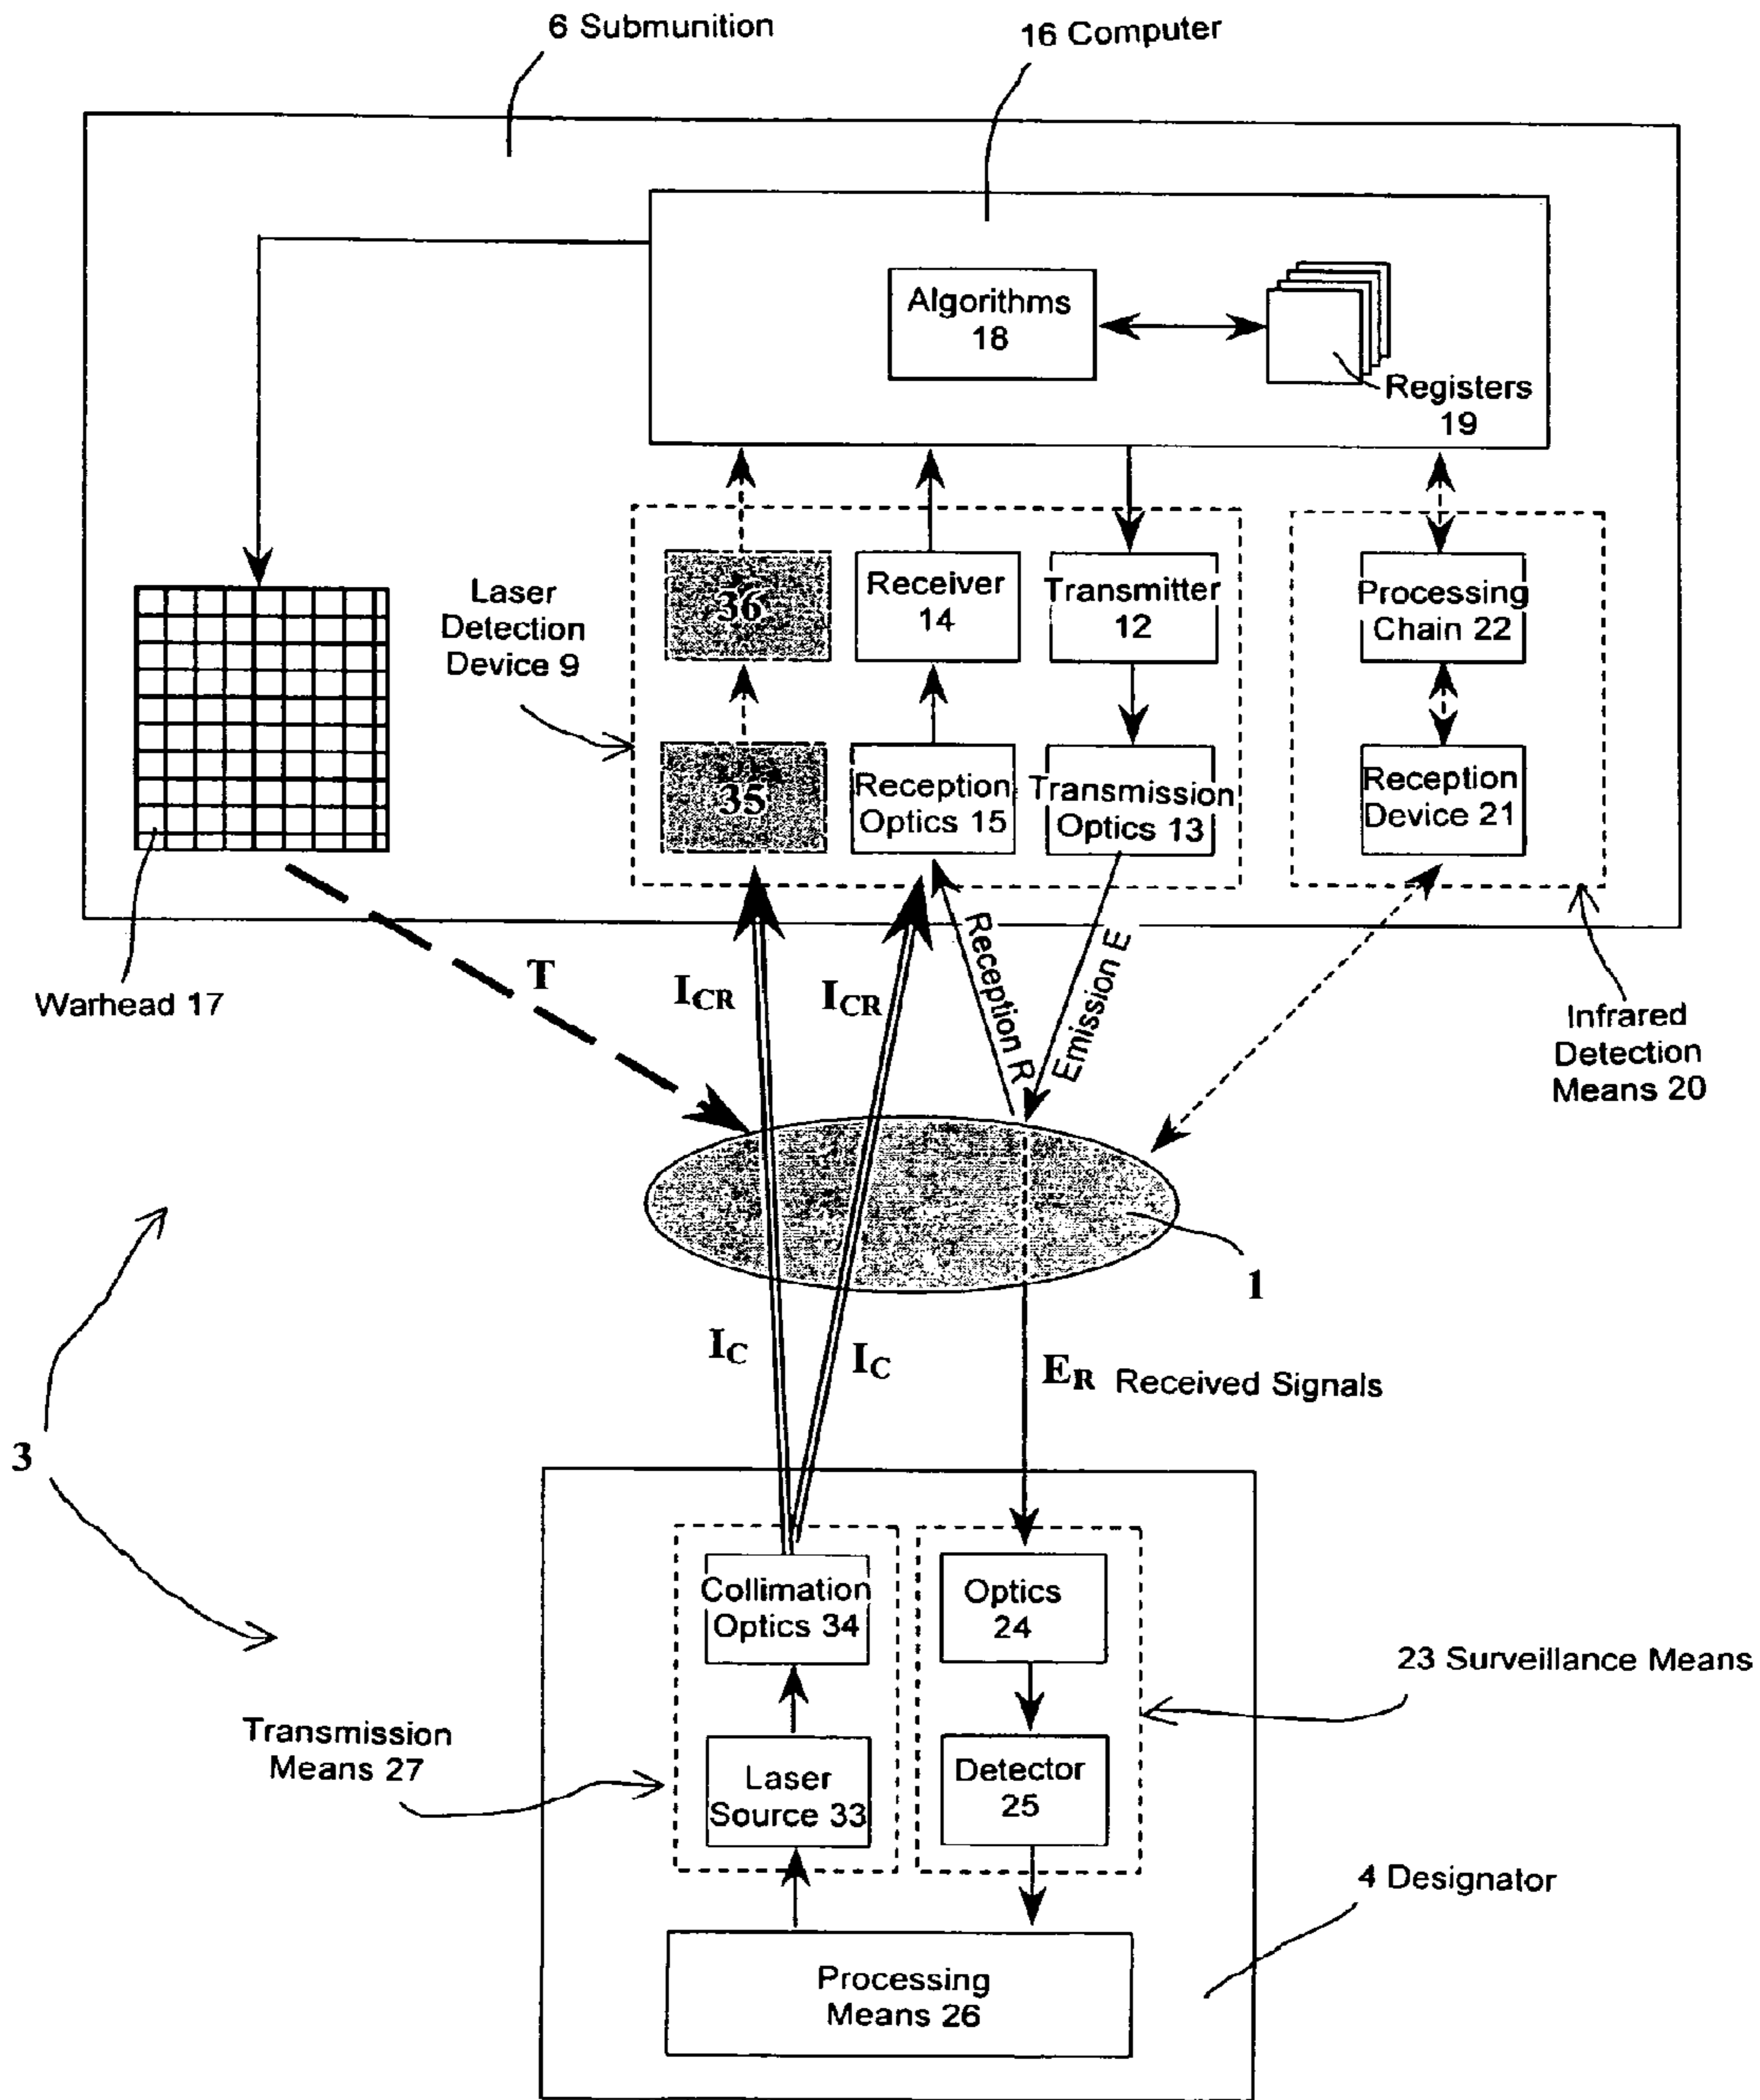 6 Submunition
16 Computer
Algorithms
18
Registers
19
Laser
Detection
Device 9
36
Receiver
14
Transmitter
12
Processing
Chain 22
35
Reception
Optics 15
Transmission
Optics 13
Reception
Device 21
Warhead 17
T
ICR
ICR
Reception R
Emission E
Infrared
Detection
Means 20
1
IC
IC
ER Received Signals
3
Collimation
Optics 34
Optics
24
23 Surveillance Means
Transmission
Means 27
Laser
Source 33
Detector
25
4 Designator
Processing
Means 26